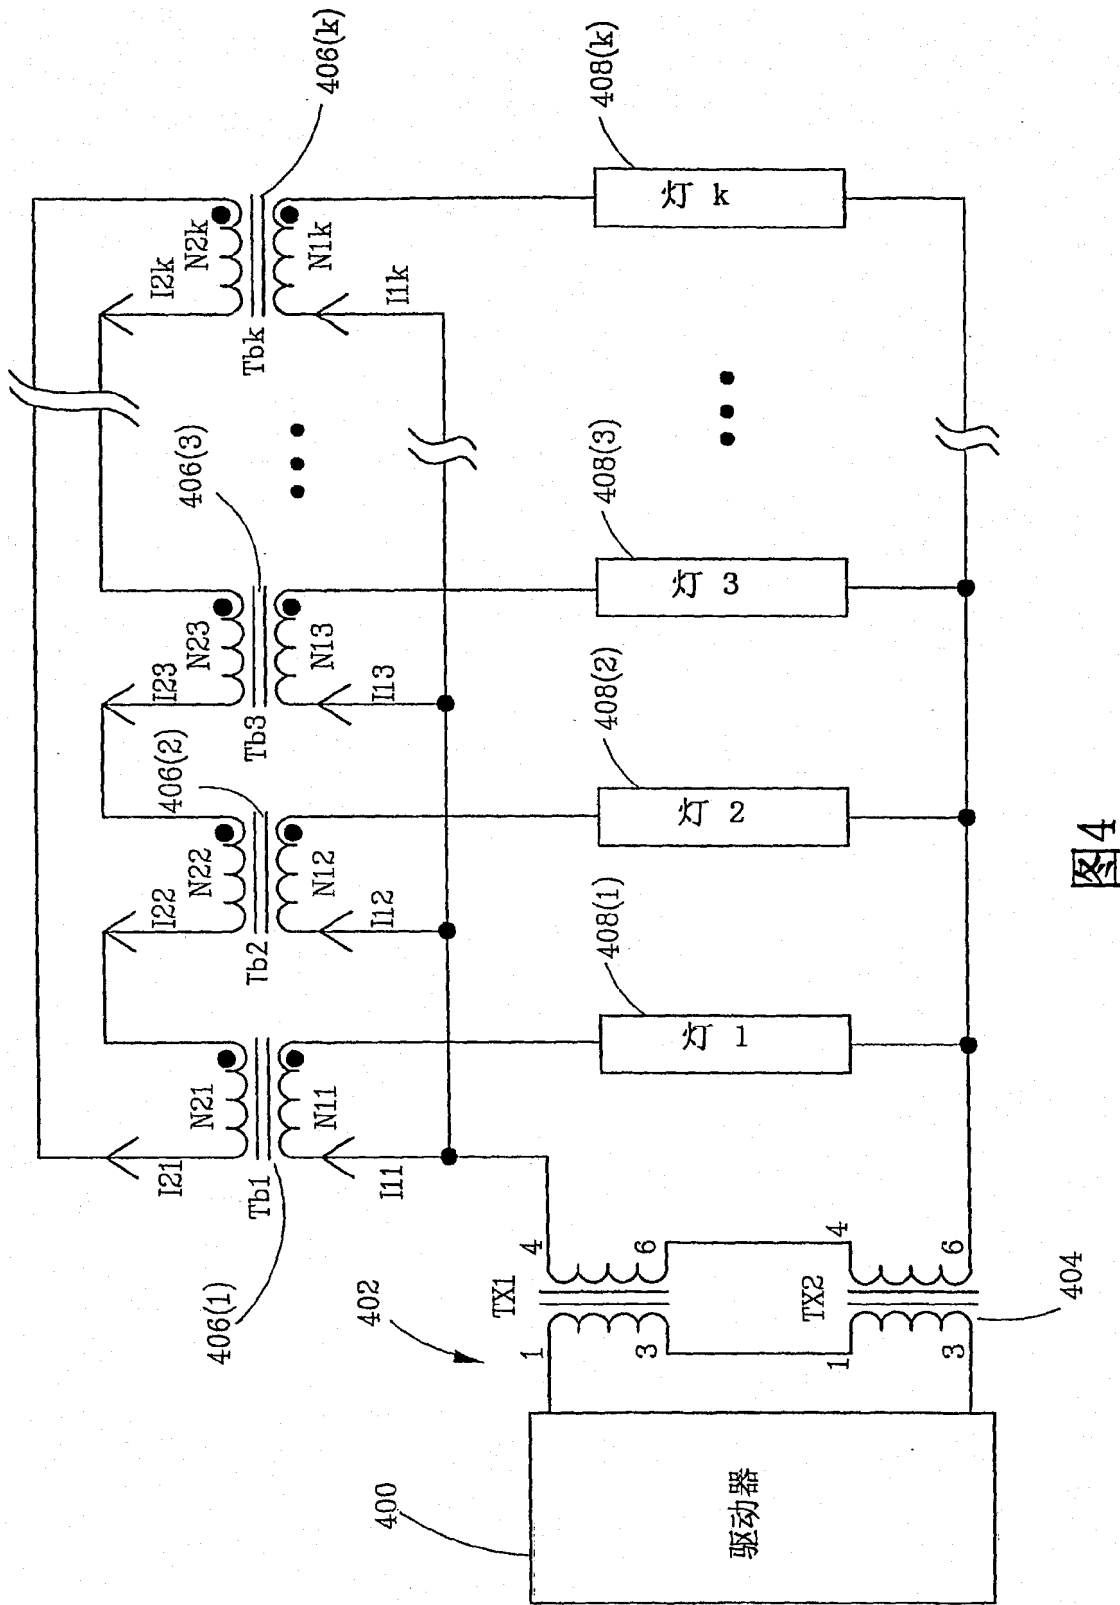 406(k)
408(k)
N2k
I2k
N1k
I1k
Tbk
灯 k
406(3)
408(3)
N23
I23
N13
I13
Tb3
灯 3
406(2)
408(2)
N22
I22
N12
I12
Tb2
灯 2
408(1)
N21
I21
N11
I11
Tb1
灯 1
406(1)
402
TX1
4
6
1
3
TX2
4
6
1
3
404
400
驱动器
图4